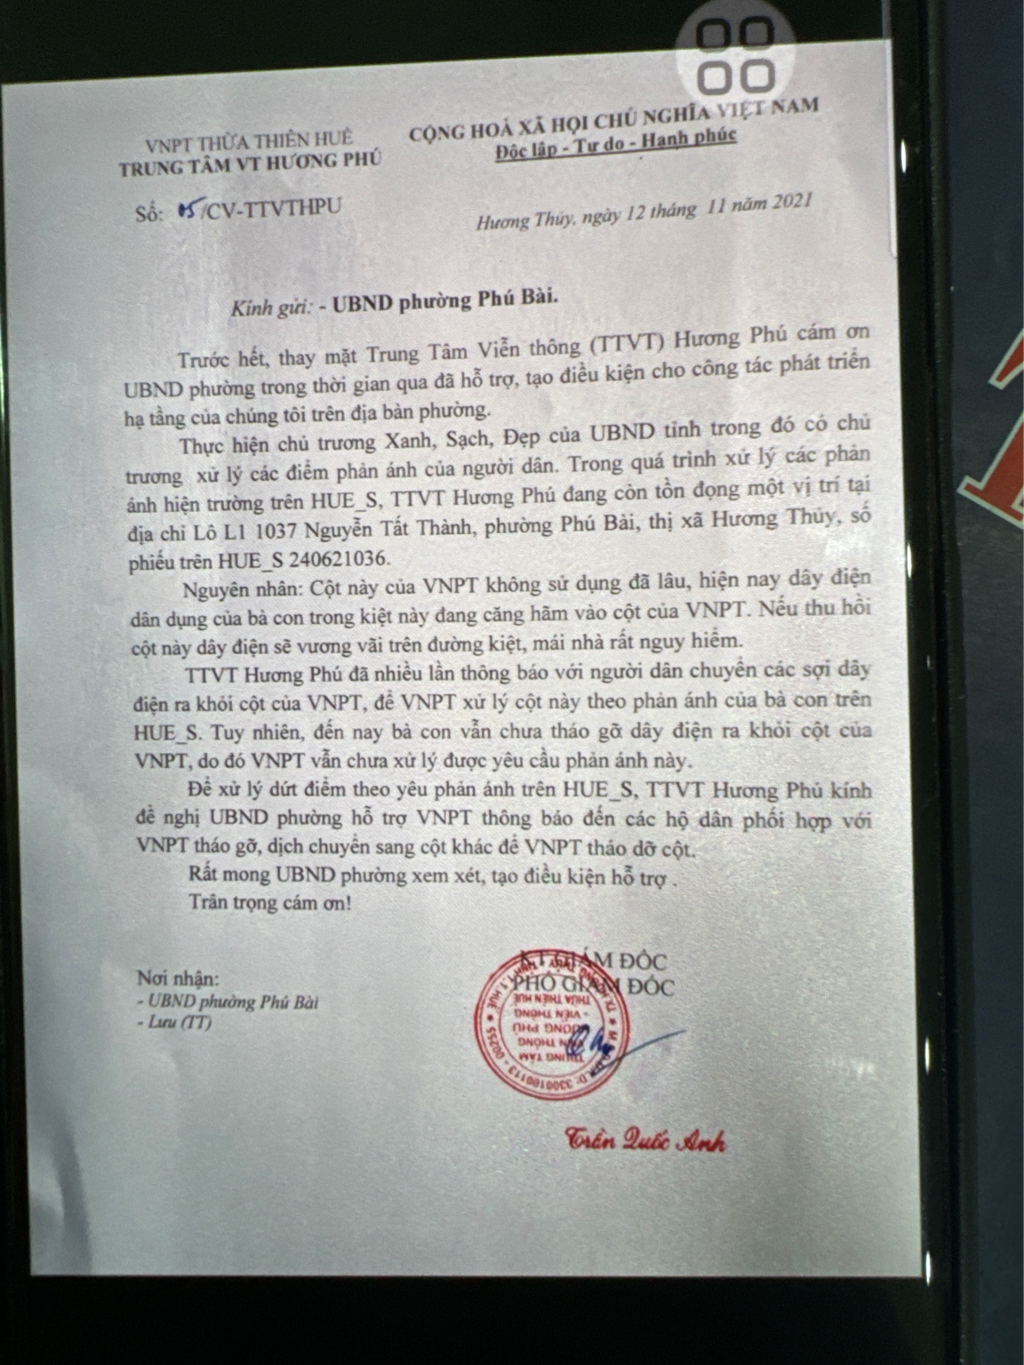 VNPT THỪA THIÊN HUẾ
TRUNG TÂM VT HƯƠNG PHÚ
CỘNG HOÀ XÃ HỘI CHỦ NGHĨA VIỆT NAM
Độc lập - Tự do - Hạnh phúc
Số: 05/CV-TTVTHPU
Hương Thủy, ngày 12 tháng 11 năm 2021
Kính gửi: - UBND phường Phú Bài.
Trước hết, thay mặt Trung Tâm Viễn thông (TTVT) Hương Phú cám ơn
UBND phường trong thời gian qua đã hỗ trợ, tạo điều kiện cho công tác phát triển
hạ tầng của chúng tôi trên địa bàn phường.
Thực hiện chủ trương Xanh, Sạch, Đẹp của UBND tỉnh trong đó có chủ
trương xử lý các điểm phản ánh của người dân. Trong quá trình xử lý các phản
ánh hiện trường trên HUE_S, TTVT Hương Phú đang còn tồn đọng một vị trí tại
địa chỉ Lô L1 1037 Nguyễn Tất Thành, phường Phú Bài, thị xã Hương Thủy, số
phiếu trên HUE_S 240621036.
Nguyên nhân: Cột này của VNPT không sử dụng đã lâu, hiện nay dây điện
dân dụng của bà con trong kiệt này đang căng hãm vào cột của VNPT. Nếu thu hồi
cột này dây điện sẽ vương vãi trên đường kiệt, mái nhà rất nguy hiểm.
TTVT Hương Phú đã nhiều lần thông báo với người dân chuyển các sợi dây
điện ra khỏi cột của VNPT, để VNPT xử lý cột này theo phản ánh của bà con trên
HUE_S. Tuy nhiên, đến nay bà con vẫn chưa tháo gỡ dây điện ra khỏi cột của
VNPT, do đó VNPT vẫn chưa xử lý được yêu cầu phản ánh này.
Để xử lý dứt điểm theo yêu phản ánh trên HUE_S, TTVT Hương Phú kính
đề nghị UBND phường hỗ trợ VNPT thông báo đến các hộ dân phối hợp với
VNPT tháo gỡ, dịch chuyển sang cột khác để VNPT tháo dỡ cột.
Rất mong UBND phường xem xét, tạo điều kiện hỗ trợ .
Trân trọng cám ơn!
Nơi nhận:
- UBND phường Phú Bài
- Lưu (TT)
KT GIÁM ĐỐC
PHÓ GIÁM ĐỐC
TRUNG TÂM
VIỄN THÔNG
HƯƠNG PHÚ
- VIỄN THÔNG
THỪA THIÊN HUẾ
Trần Quốc Anh